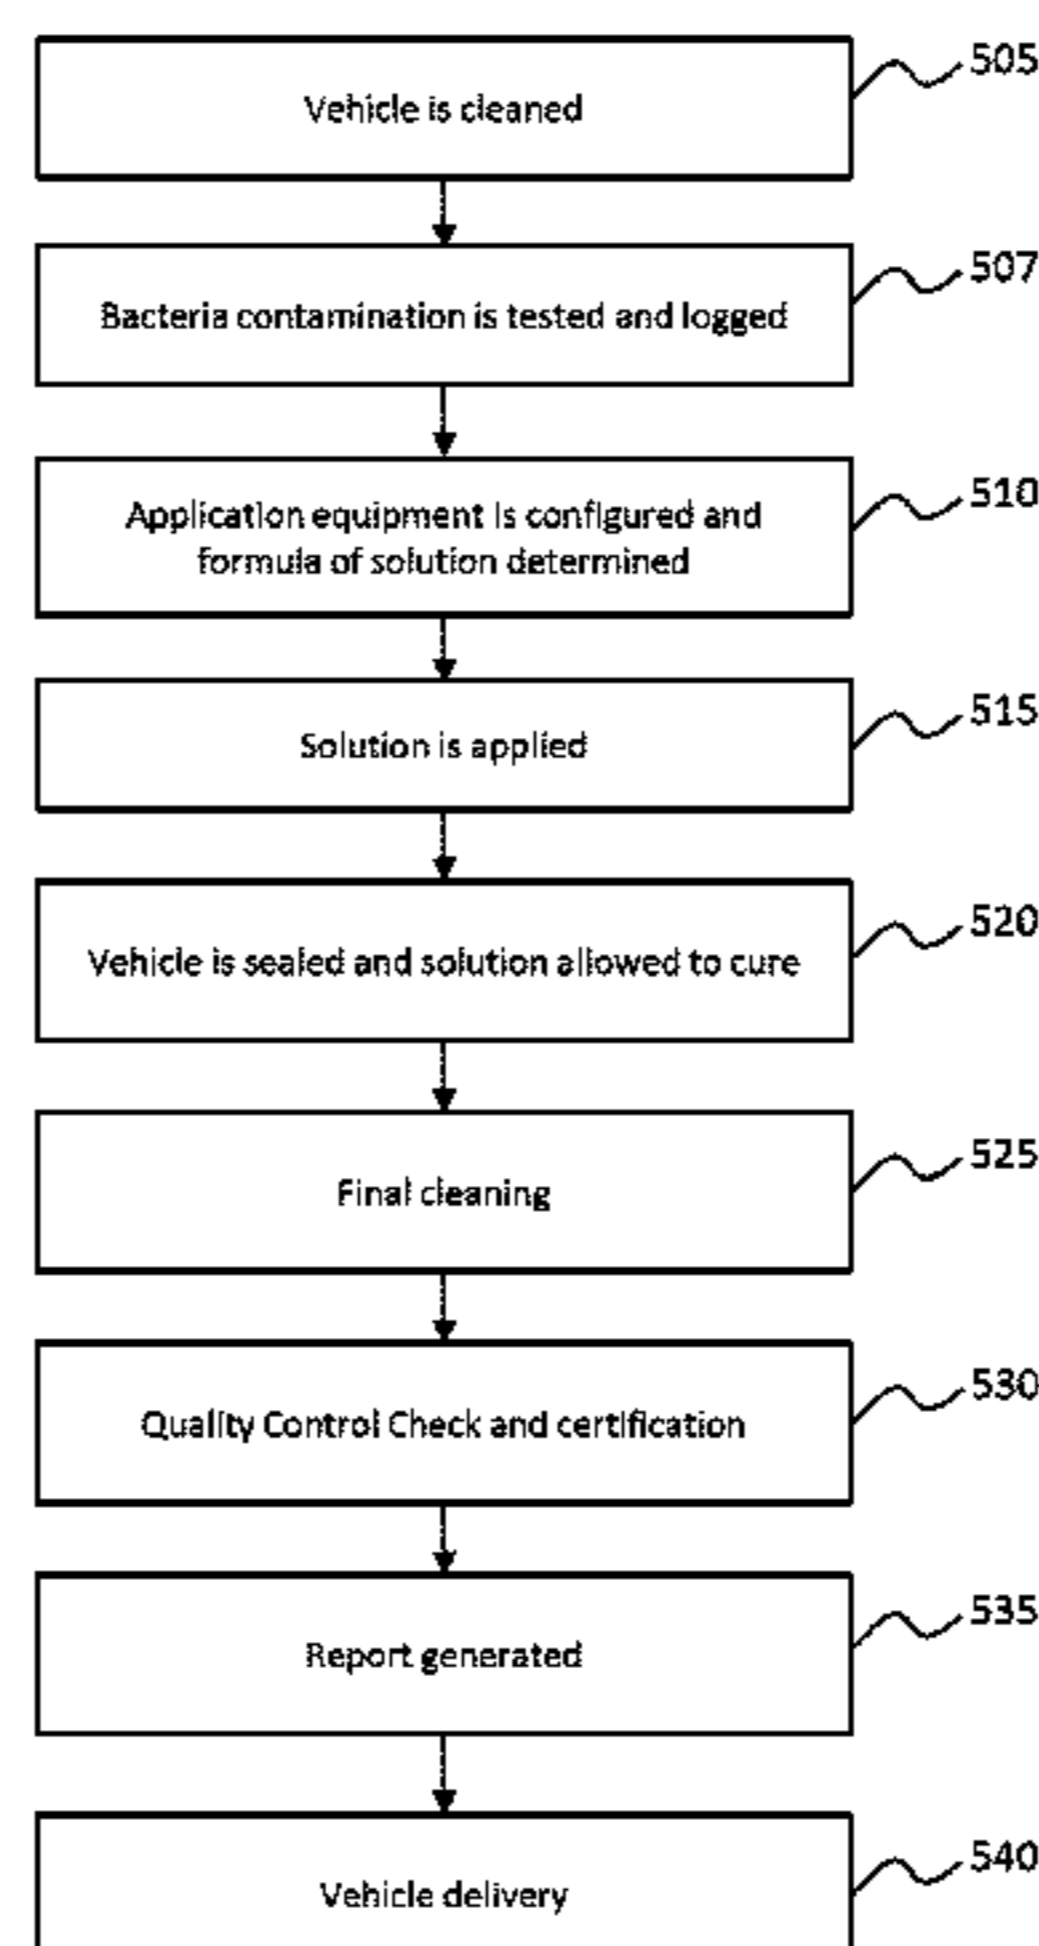 Vehicle is cleaned
505
Bacteria contamination is tested and logged
507
Application equipment is configured and
formula of solution determined
510
Solution is applied
515
Vehicle is sealed and solution allowed to cure
520
Final cleaning
525
Quality Control Check and certification
530
Report generated
535
Vehicle delivery
540